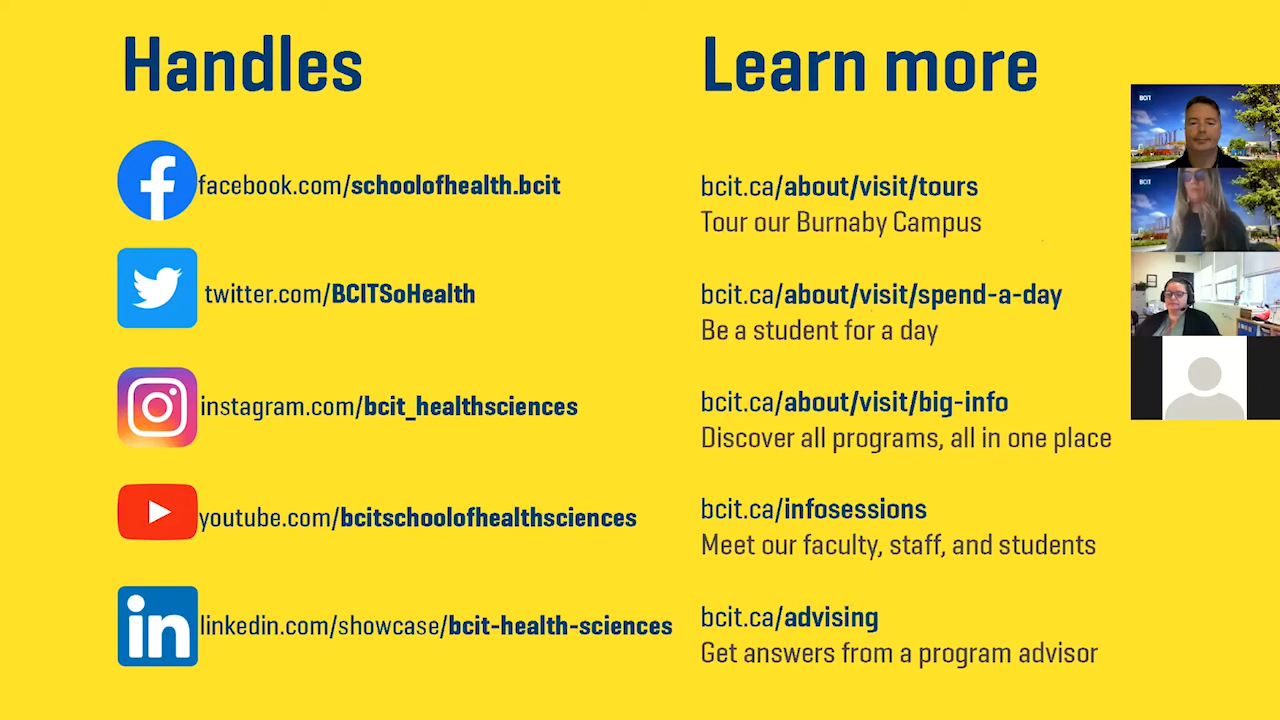 Handles
facebook.com/schoolofhealth.bcit
twitter.com/BCITSoHealth
instagram.com/bcit_healthsciences
youtube.com/bcitschoolofhealthsciences
in
linkedin.com/showcase/bcit-health-sciences
Learn more
bcit.ca/about/visit/tours
Tour our Burnaby Campus
bcit.ca/about/visit/spend-a-day
Be a student for a day
bcit.ca/about/visit/big-info
Discover all programs, all in one place
bcit.ca/infosessions
Meet our faculty, staff, and students
bcit.ca/advising
Get answers from a program advisor
BCIT
BCIT